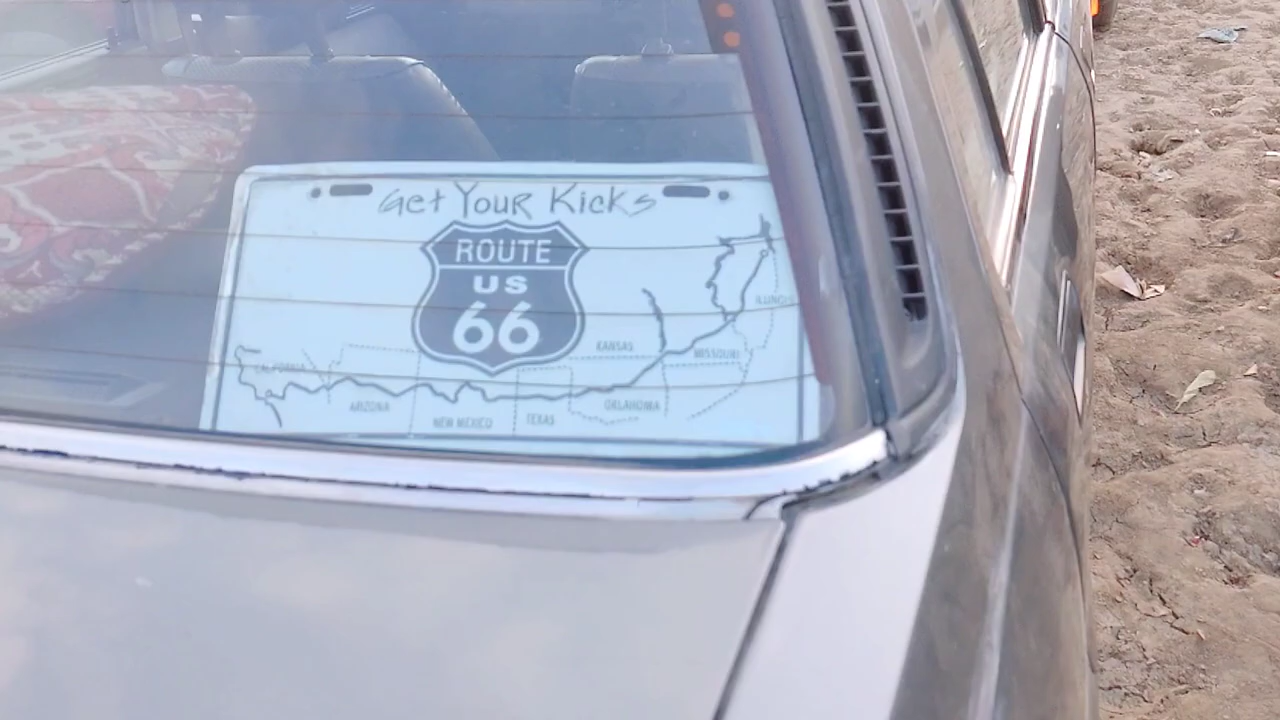 Get Your Kicks
ROUTE
US
66
ILLINOIS
KANSAS
MISSOURI
CALIFORNIA
ARIZONA
NEW MEXICO
TEXAS
OKLAHOMA